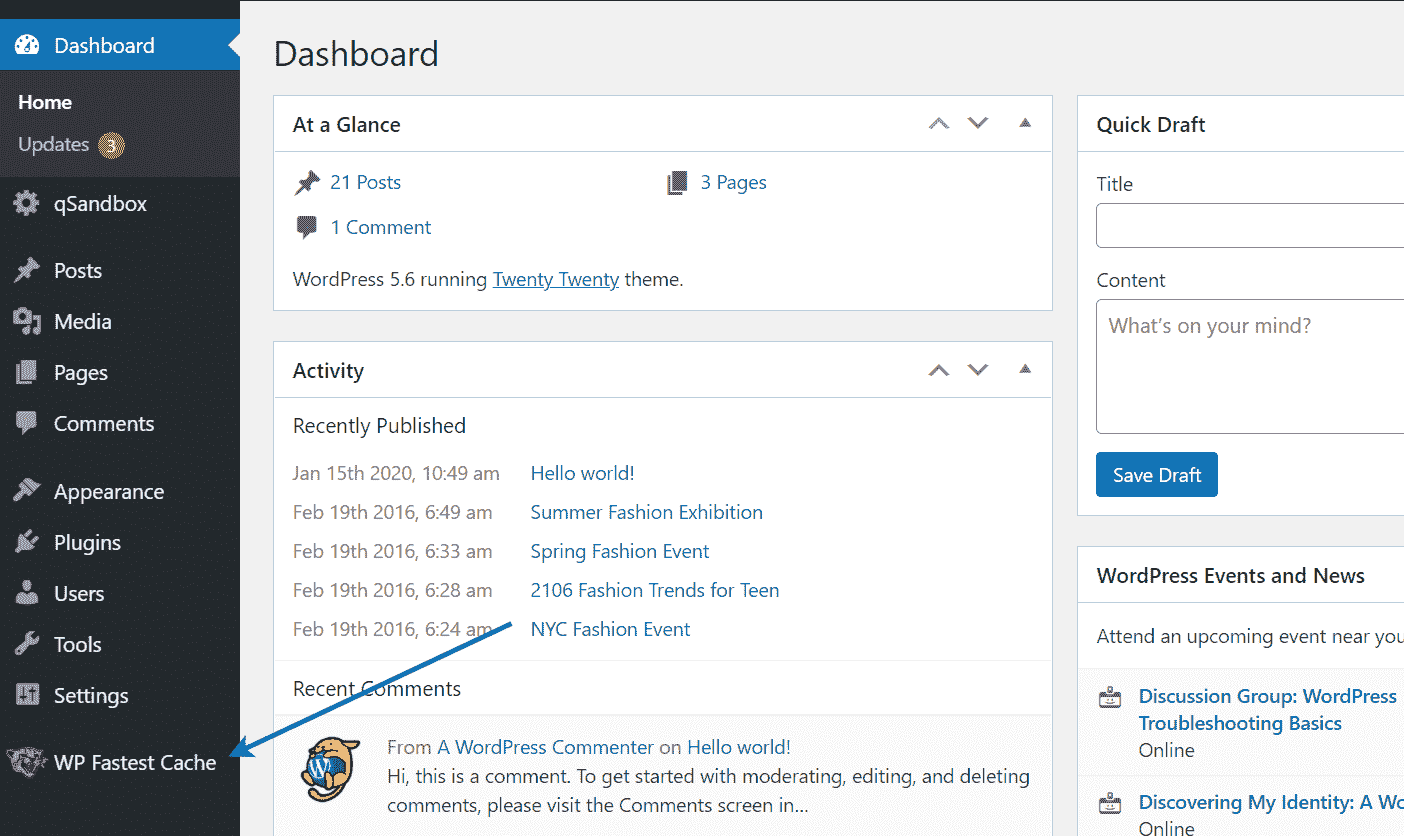 Dashboard
Home
Updates 3
qSandbox
Posts
Media
Pages
Comments
Appearance
Plugins
Users
Tools
Settings
WP Fastest Cache
Dashboard
At a Glance
21 Posts
3 Pages
1 Comment
WordPress 5.6 running Twenty Twenty theme.
Activity
Recently Published
Jan 15th 2020, 10:49 am Hello world!
Feb 19th 2016, 6:49 am Summer Fashion Exhibition
Feb 19th 2016, 6:33 am Spring Fashion Event
Feb 19th 2016, 6:28 am 2106 Fashion Trends for Teen
Feb 19th 2016, 6:24 am NYC Fashion Event
Recent Comments
From A WordPress Commenter on Hello world!
Hi, this is a comment. To get started with moderating, editing, and deleting
comments, please visit the Comments screen in…
Quick Draft
Title
Content
What's on your mind?
Save Draft
WordPress Events and News
Attend an upcoming event near you
Discussion Group: WordPress
Troubleshooting Basics
Online
Discovering My Identity: A Wo
Online